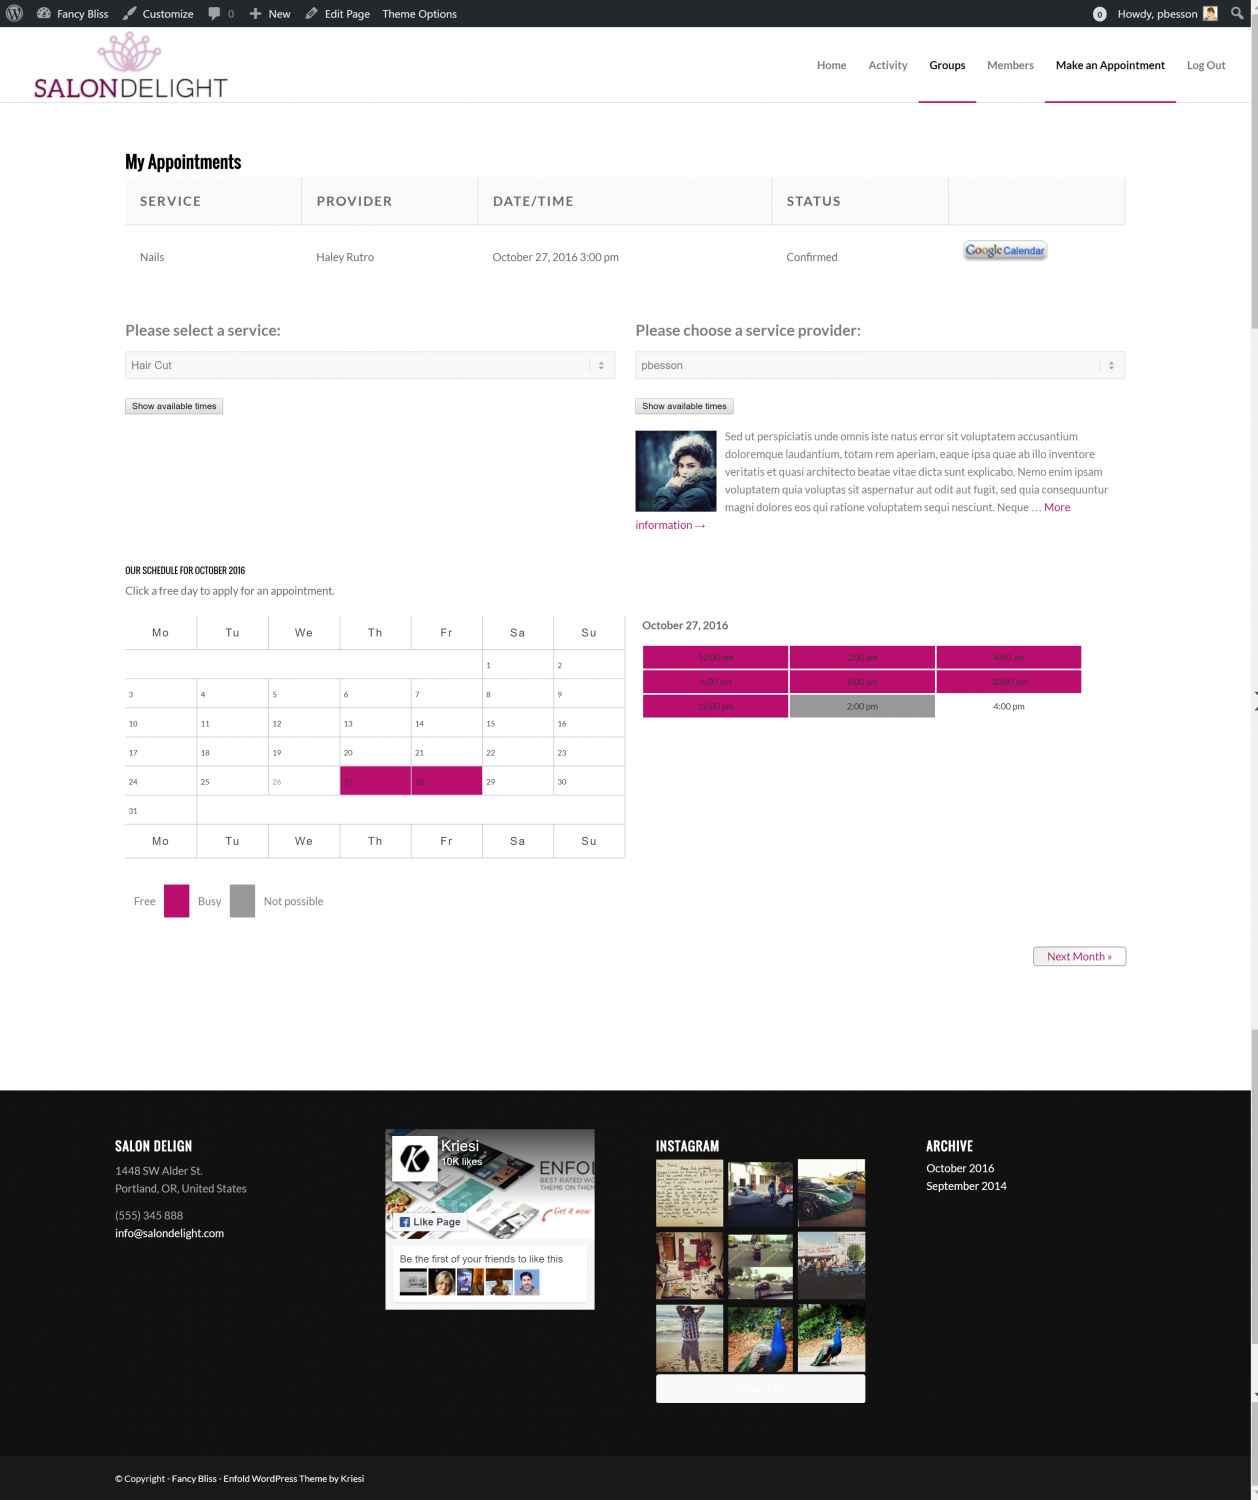 Fancy Bliss Customize 0 New Edit Page Theme Options 0 Howdy, pbesson
SALONDELIGHT
Home Activity Groups Members Make an Appointment Log Out
My Appointments
SERVICE PROVIDER DATE/TIME STATUS
Nails Haley Rutro October 27, 2016 3:00 pm Confirmed Google Calendar
Please select a service:
Hair Cut
Show available times
Please choose a service provider:
pbesson
Show available times
Sed ut perspiciatis unde omnis iste natus error sit voluptatem accusantium
doloremque laudantium, totam rem aperiam, eaque ipsa quae ab illo inventore
veritatis et quasi architecto beatae vitae dicta sunt explicabo. Nemo enim ipsam
voluptatem quia voluptas sit aspernatur aut odit aut fugit, sed quia consequuntur
magni dolores eos qui ratione voluptatem sequi nesciunt. Neque … More
information →
OUR SCHEDULE FOR OCTOBER 2016
Click a free day to apply for an appointment.
Mo Tu We Th Fr Sa Su
1 2
3 4 5 6 7 8 9
10 11 12 13 14 15 16
17 18 19 20 21 22 23
24 25 26 27 28 29 30
31
Mo Tu We Th Fr Sa Su
October 27, 2016
12:00 am 2:00 am 4:00 am
6:00 am 8:00 am 10:00 am
12:00 pm 2:00 pm 4:00 pm
Free Busy Not possible
Next Month »
SALON DELIGN
1448 SW Alder St.
Portland, OR, United States
(555) 345 888
info@salondelight.com
Kriesi
10K likes
ENFOL
BEST RATED WO
THEME ON THEM
Get it now
Like Page
Be the first of your friends to like this
INSTAGRAM
ARCHIVE
October 2016
September 2014
© Copyright - Fancy Bliss - Enfold WordPress Theme by Kriesi